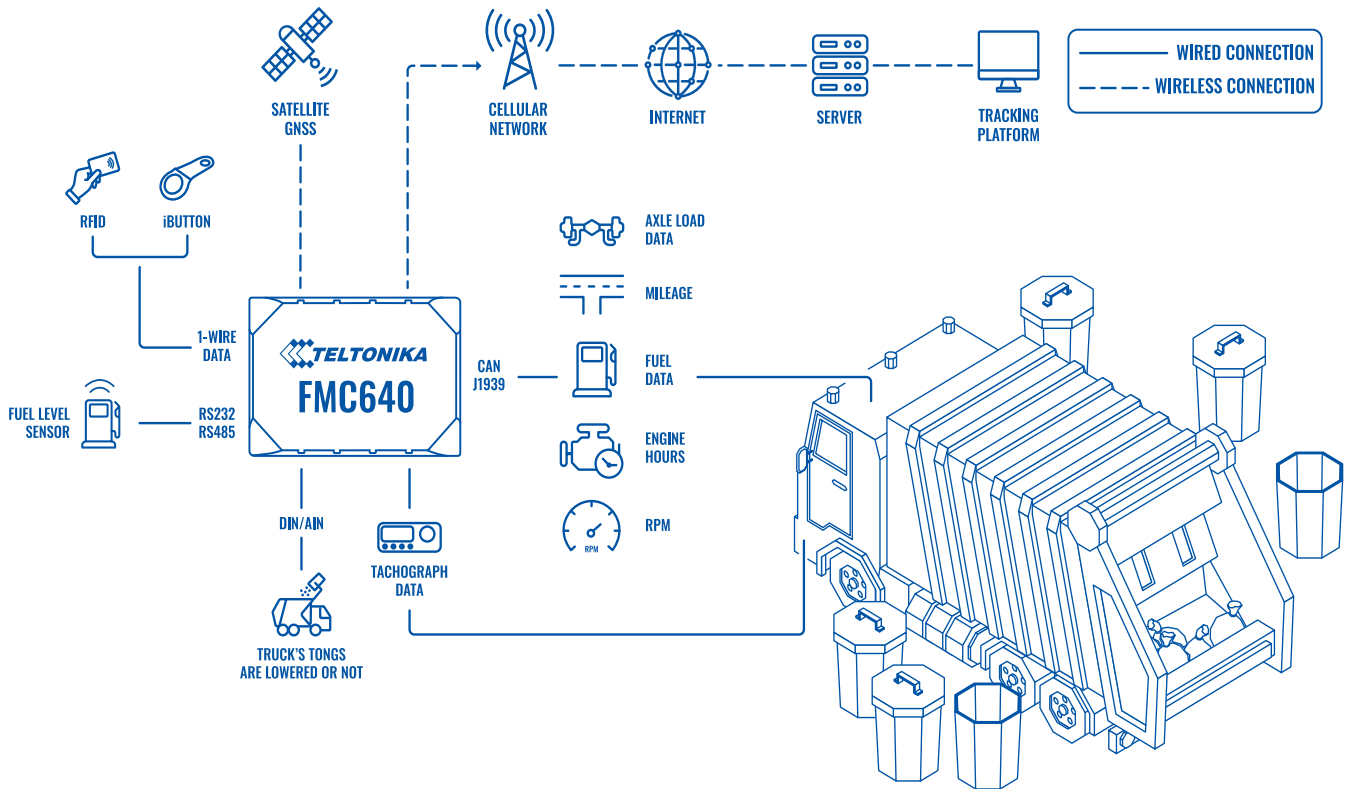 WIRED CONNECTION
WIRELESS CONNECTION
SATELLITE
GNSS
CELLULAR
NETWORK
INTERNET
SERVER
TRACKING
PLATFORM
RFID
iBUTTON
AXLE LOAD
DATA
MILEAGE
1-WIRE
DATA
TELTONIKA
FMC640
CAN
J1939
FUEL
DATA
FUEL LEVEL
SENSOR
RS232
RS485
ENGINE
HOURS
DIN/AIN
RPM
RPM
TACHOGRAPH
DATA
TRUCK'S TONGS
ARE LOWERED OR NOT